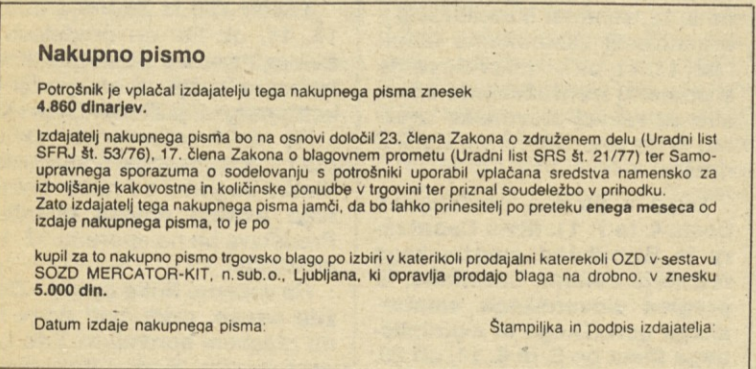 Nakupno pismo
Potrošnik je vplačal izdajatelju tega nakupnega pisma znesek
4.860 dinarjev.
Izdajatelj nakupnega pisma bo na osnovi določil 23. člena Zakona o združenem delu (Uradni list
SFRJ št. 53/76), 17. člena Zakona o blagovnem prometu (Uradni list SRS št. 21/77) ter Samo-
upravnega sporazuma o sodelovanju s potrošniki uporabil vplačana sredstva namensko za
izboljšanje kakovostne in količinske ponudbe v trgovini ter priznal soudeležbo v prihodku.
Zato izdajatelj tega nakupnega pisma jamči, da bo lahko prinesitelj po preteku enega meseca od
izdaje nakupnega pisma, to je po
kupil za to nakupno pismo trgovsko blago po izbiri v katerikoli prodajalni katerekoli OZD v sestavu
SOZD MERCATOR-KIT, n.sub.o., Ljubljana, ki opravlja prodajo blaga na drobno. v znesku
5.000 din.
Datum izdaje nakupnega pisma: Štampiljka in podpis izdajatelja: